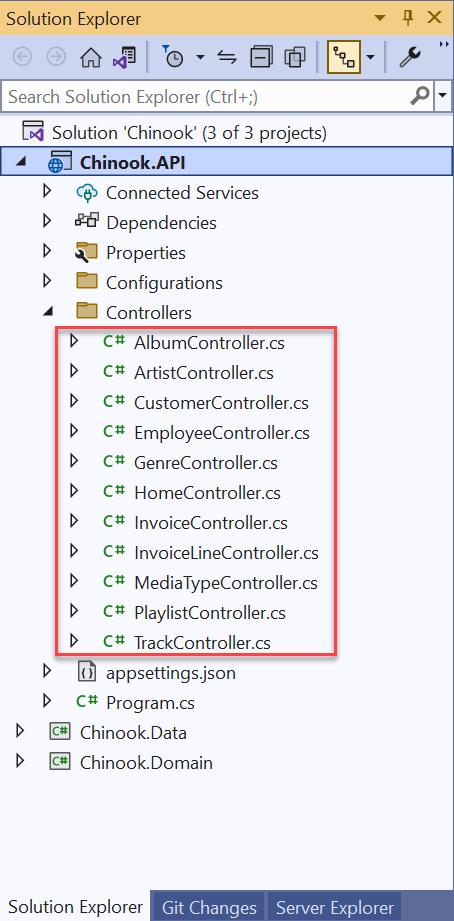 Solution Explorer
Search Solution Explorer (Ctrl+;)
Solution 'Chinook' (3 of 3 projects)
Chinook.API
Connected Services
Dependencies
Properties
Configurations
Controllers
C# AlbumController.cs
C# ArtistController.cs
C# CustomerController.cs
C# EmployeeController.cs
C# GenreController.cs
C# HomeController.cs
C# InvoiceController.cs
C# InvoiceLineController.cs
C# MediaTypeController.cs
C# PlaylistController.cs
C# TrackController.cs
appsettings.json
C# Program.cs
C# Chinook.Data
C# Chinook.Domain
Solution Explorer Git Changes Server Explorer